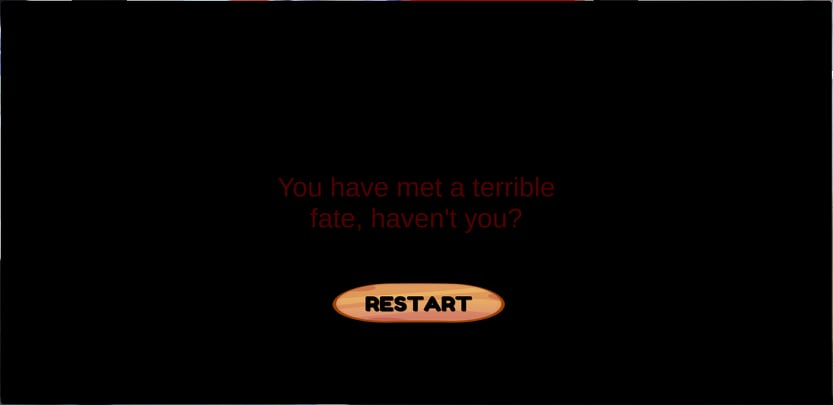 You have met a terrible
fate, haven't you?
RESTART